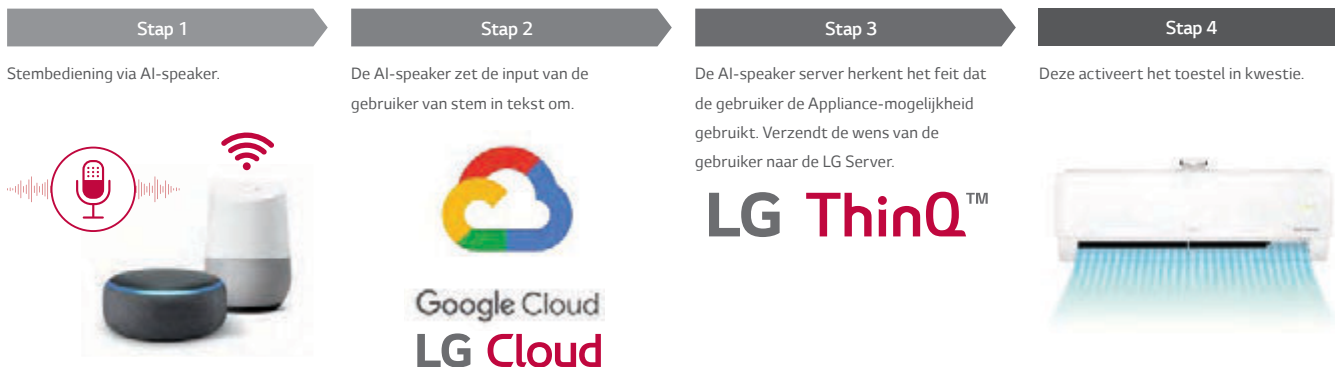 Stap 1
Stembediening via AI-speaker.
Stap 2
De AI-speaker zet de input van de
gebruiker van stem in tekst om.
Google Cloud
LG Cloud
Stap 3
De AI-speaker server herkent het feit dat
de gebruiker de Appliance-mogelijkheid
gebruikt. Verzendt de wens van de
gebruiker naar de LG Server.
LG ThinQ™
Stap 4
Deze activeert het toestel in kwestie.